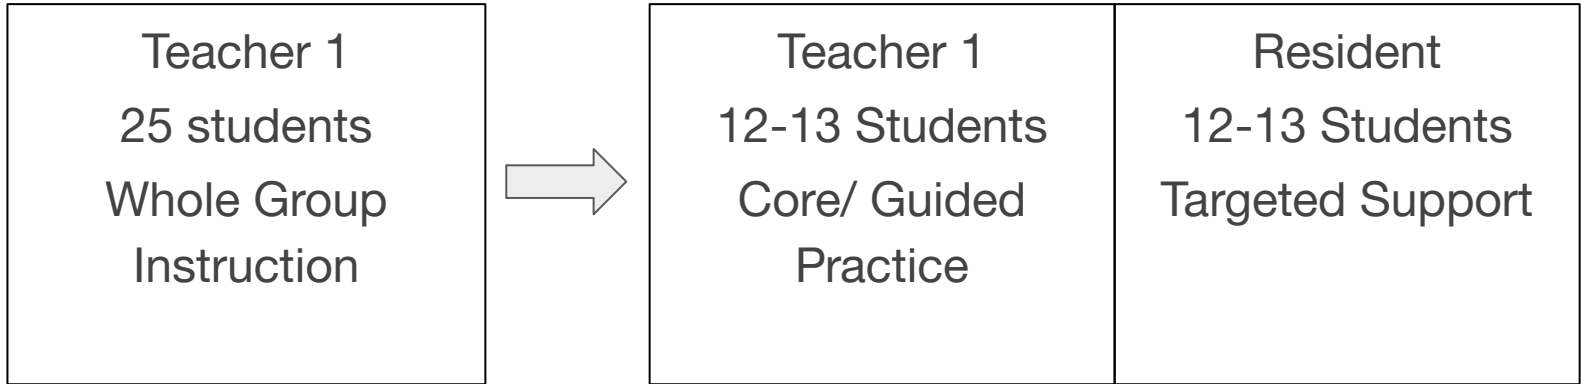 Teacher 1
25 students
Whole Group
Instruction
Teacher 1
12-13 Students
Core/ Guided
Practice
Resident
12-13 Students
Targeted Support